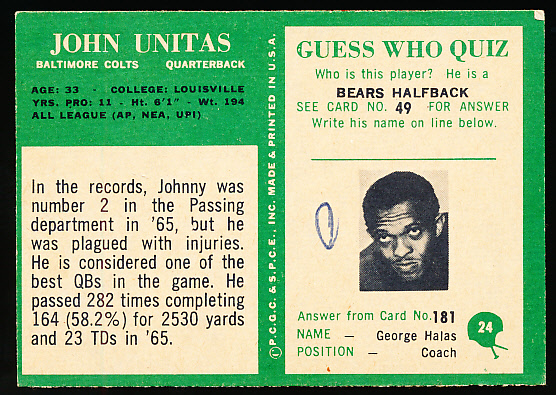 JOHN UNITAS
BALTIMORE COLTS QUARTERBACK
AGE: 33 - COLLEGE: LOUISVILLE
YRS. PRO: 11 - Ht. 6'1" - Wt. 194
ALL LEAGUE (AP, NEA, UPI)
In the records, Johnny was
number 2 in the Passing
department in '65, but he
was plagued with injuries.
He is considered one of the
best QBs in the game. He
passed 282 times completing
164 (58.2%) for 2530 yards
and 23 TDs in '65.
©P.C.G.C. & S.P.C.E., INC. MADE & PRINTED IN U.S.A.
GUESS WHO QUIZ
Who is this player? He is a
BEARS HALFBACK
SEE CARD NO. 49 -FOR ANSWER
Write his name on line below.
Answer from Card No. 181
NAME — George Halas
POSITION — Coach
24